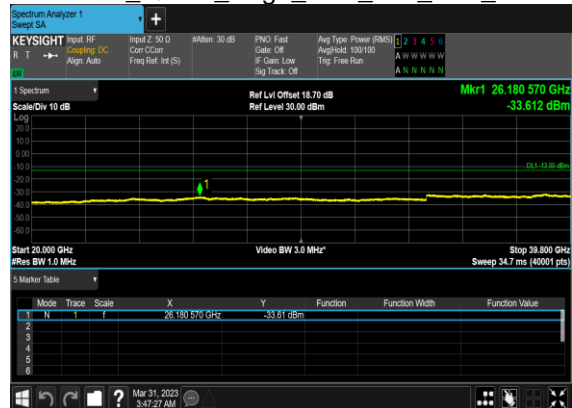 Spectrum Analyzer 1
Swept SA
+
KEYSIGHT Input: RF Input Z: 50 Ω #Atten: 30 dB PNO: Fast Avg Type: Power (RMS) 1 2 3 4 5 6
R T Coupling: DC Corr CCorr Gate: Off Avg|Hold: 100/100 A W W W W W
Align: Auto Freq Ref: Int (S) IF Gain: Low Trig: Free Run
Sig Track: Off A N N N N N
1 Spectrum Ref Lvl Offset 18.70 dB Mkr1 26.180 570 GHz
Scale/Div 10 dB Ref Level 30.00 dBm -33.612 dBm
Log
20.0
10.0
0.00
-10.0
DL1 -13.00 dBm
-20.0
-30.0
1
-40.0
-50.0
-60.0
Start 20.000 GHz Video BW 3.0 MHz* Stop 39.800 GHz
#Res BW 1.0 MHz Sweep 34.7 ms (40001 pts)
5 Marker Table
Mode Trace Scale X Y Function Function Width Function Value
1 N 1 f 26.180 570 GHz -33.61 dBm
2
3
4
5
6
? Mar 31, 2023
3:47:27 AM